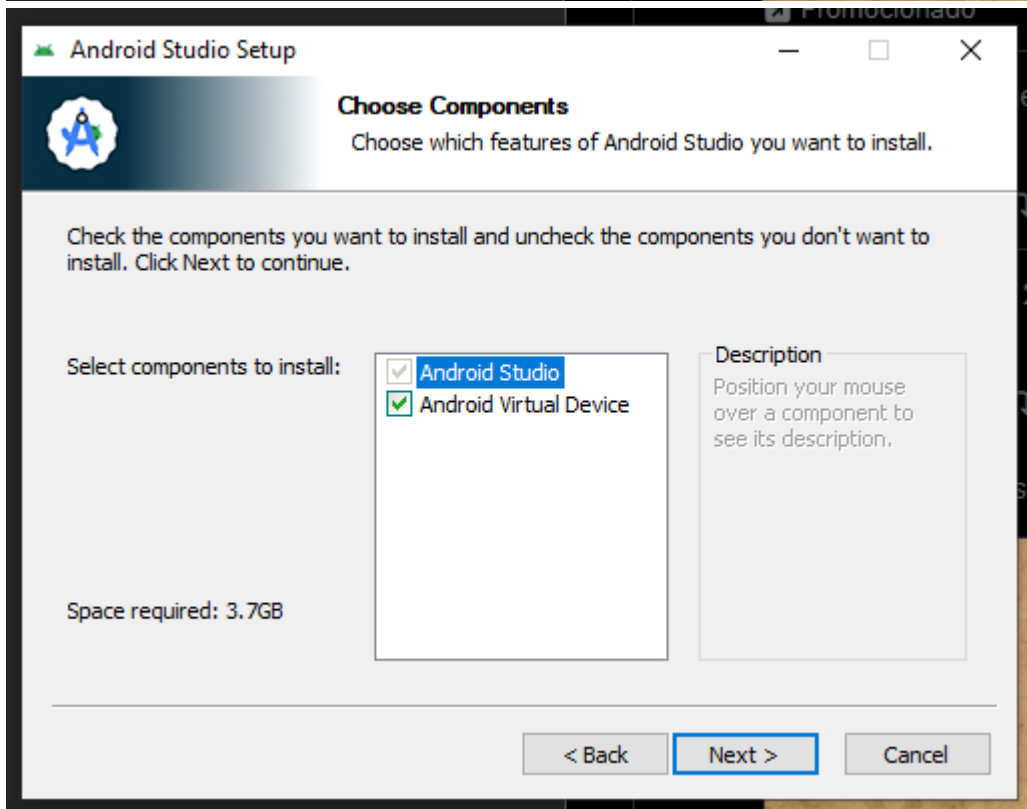 Promocionado
Android Studio Setup
Choose Components
Choose which features of Android Studio you want to install.
Check the components you want to install and uncheck the components you don't want to
install. Click Next to continue.
Select components to install:
Android Studio
Android Virtual Device
Description
Position your mouse
over a component to
see its description.
Space required: 3.7GB
< Back
Next >
Cancel